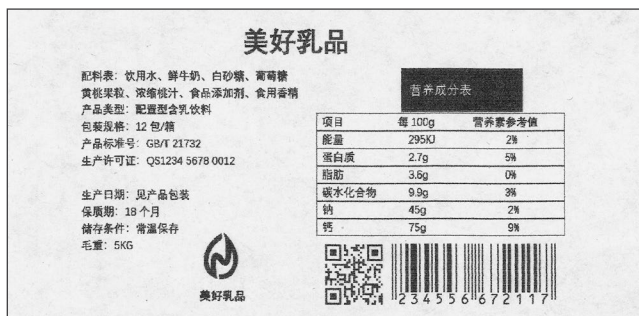 美好乳品
配料表：饮用水、鲜牛奶、白砂糖、葡萄糖
黄桃果粒、浓缩桃汁、食品添加剂、食用香精
产品类型：配置型含乳饮料
包装规格：12 包/箱
产品标准号：GB/T 21732
生产许可证：QS1234 5678 0012
生产日期：见产品包装
保质期：18 个月
储存条件：常温保存
毛重：5KG
美好乳品
营养成分表
项目 每 100g 营养素参考值
能量 295KJ 2%
蛋白质 2.7g 5%
脂肪 3.6g 0%
碳水化合物 9.9g 3%
钠 45g 2%
钙 75g 9%
234556 672117